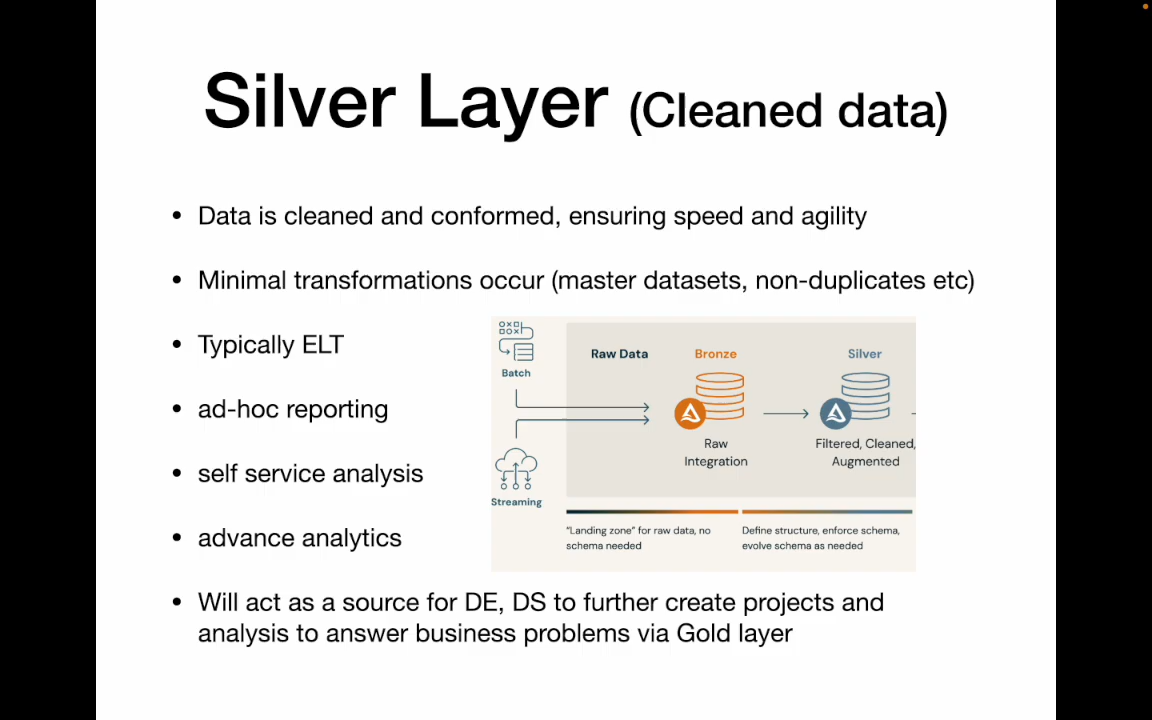 Silver Layer (Cleaned data)
• Data is cleaned and conformed, ensuring speed and agility
• Minimal transformations occur (master datasets, non-duplicates etc)
• Typically ELT
• ad-hoc reporting
• self service analysis
• advance analytics
• Will act as a source for DE, DS to further create projects and
analysis to answer business problems via Gold layer
Batch
Streaming
Raw Data
Bronze
Silver
Raw
Integration
Filtered, Cleaned,
Augmented
“Landing zone” for raw data, no
schema needed
Define structure, enforce schema,
evolve schema as needed